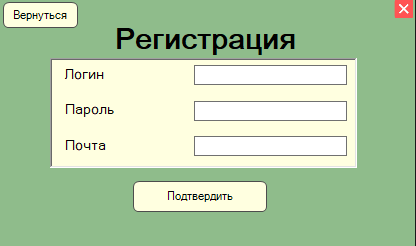 Вернуться
Регистрация
Логин
Пароль
Почта
Подтвердить